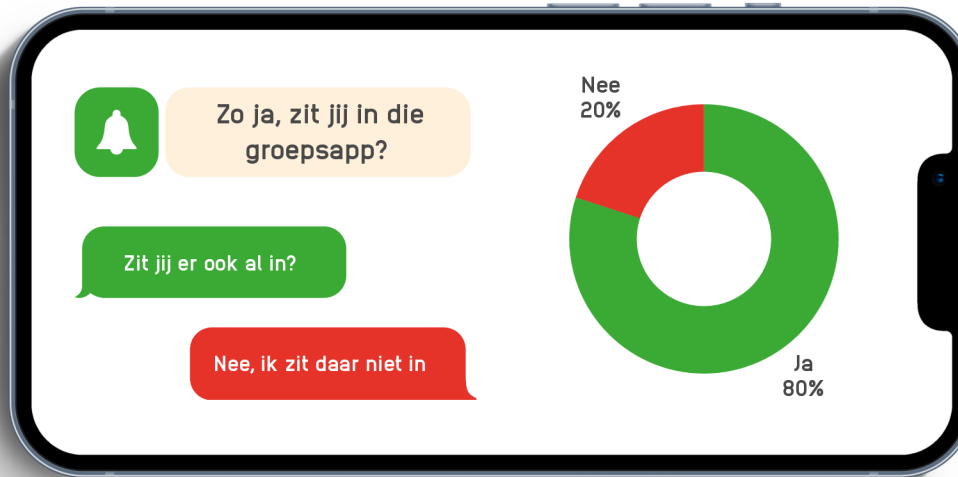 Zo ja, zit jij in die
groepsapp?
Zit jij er ook al in?
Nee, ik zit daar niet in
Nee
20%
Ja
80%